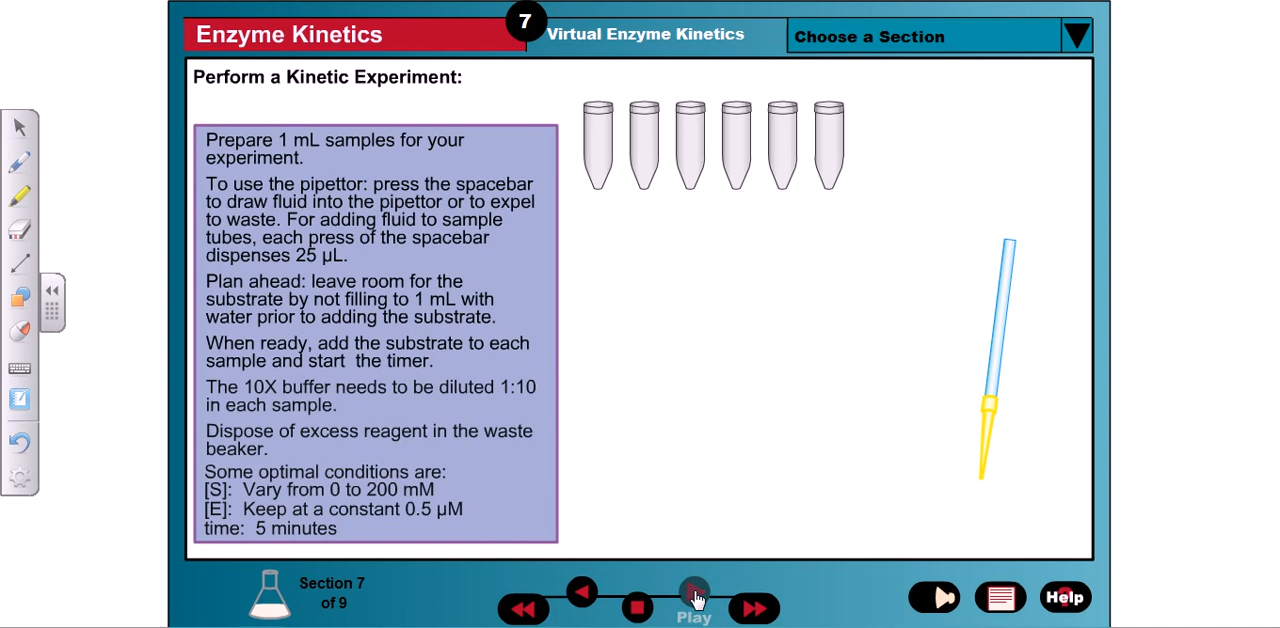 Enzyme Kinetics
7
Virtual Enzyme Kinetics
Choose a Section
Perform a Kinetic Experiment:
Prepare 1 mL samples for your
experiment.
To use the pipettor: press the spacebar
to draw fluid into the pipettor or to expel
to waste. For adding fluid to sample
tubes, each press of the spacebar
dispenses 25 µL.
Plan ahead: leave room for the
substrate by not filling to 1 mL with
water prior to adding the substrate.
When ready, add the substrate to each
sample and start the timer.
The 10X buffer needs to be diluted 1:10
in each sample.
Dispose of excess reagent in the waste
beaker.
Some optimal conditions are:
[S]: Vary from 0 to 200 mM
[E]: Keep at a constant 0.5 µM
time: 5 minutes
Section 7
of 9
Play
Help